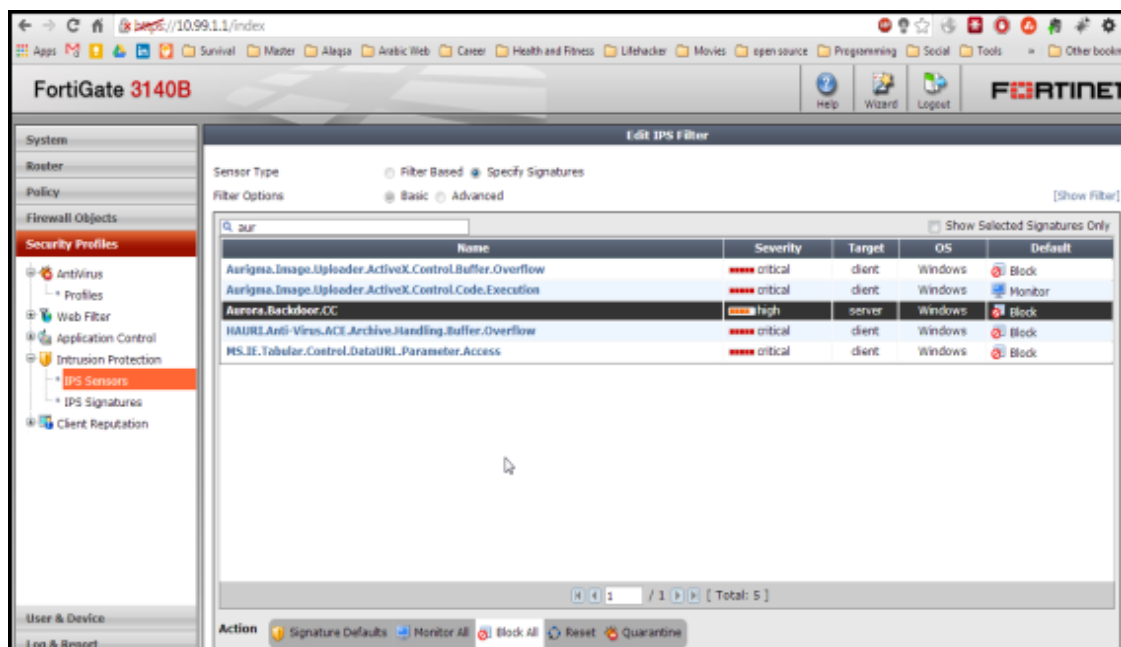 https://10.99.1.1/index
Apps Survival Master Alaqsa Arabic Web Career Health and Fitness Lifehacker Movies open source Programming Social Tools » Other bookm
FortiGate 3140B
Help Wizard Logout
FORTINET
System
Router
Policy
Firewall Objects
Security Profiles
AntiVirus
Profiles
Web Filter
Application Control
Intrusion Protection
IPS Sensors
IPS Signatures
Client Reputation
User & Device
Log & Report
Edit IPS Filter
Sensor Type Filter Based Specify Signatures
Filter Options Basic Advanced [Show Filter]
aur Show Selected Signatures Only
Name Severity Target OS Default
Aurigma.Image.Uploader.ActiveX.Control.Buffer.Overflow critical client Windows Block
Aurigma.Image.Uploader.ActiveX.Control.Code.Execution critical client Windows Monitor
Aurora.Backdoor.CC high server Windows Block
HAURI.Anti-Virus.ACE.Archive.Handling.Buffer.Overflow critical client Windows Block
MS.IE.Tabular.Control.DataURL.Parameter.Access critical client Windows Block
1 / 1 [ Total: 5 ]
Action Signature Defaults Monitor All Block All Reset Quarantine